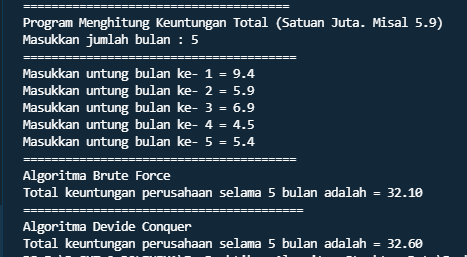 ======================================
Program Menghitung Keuntungan Total (Satuan Juta. Misal 5.9)
Masukkan jumlah bulan : 5
=======================================
Masukkan untung bulan ke- 1 = 9.4
Masukkan untung bulan ke- 2 = 5.9
Masukkan untung bulan ke- 3 = 6.9
Masukkan untung bulan ke- 4 = 4.5
Masukkan untung bulan ke- 5 = 5.4
=======================================
Algoritma Brute Force
Total keuntungan perusahaan selama 5 bulan adalah = 32.10
========================================
Algoritma Devide Conquer
Total keuntungan perusahaan selama 5 bulan adalah = 32.60